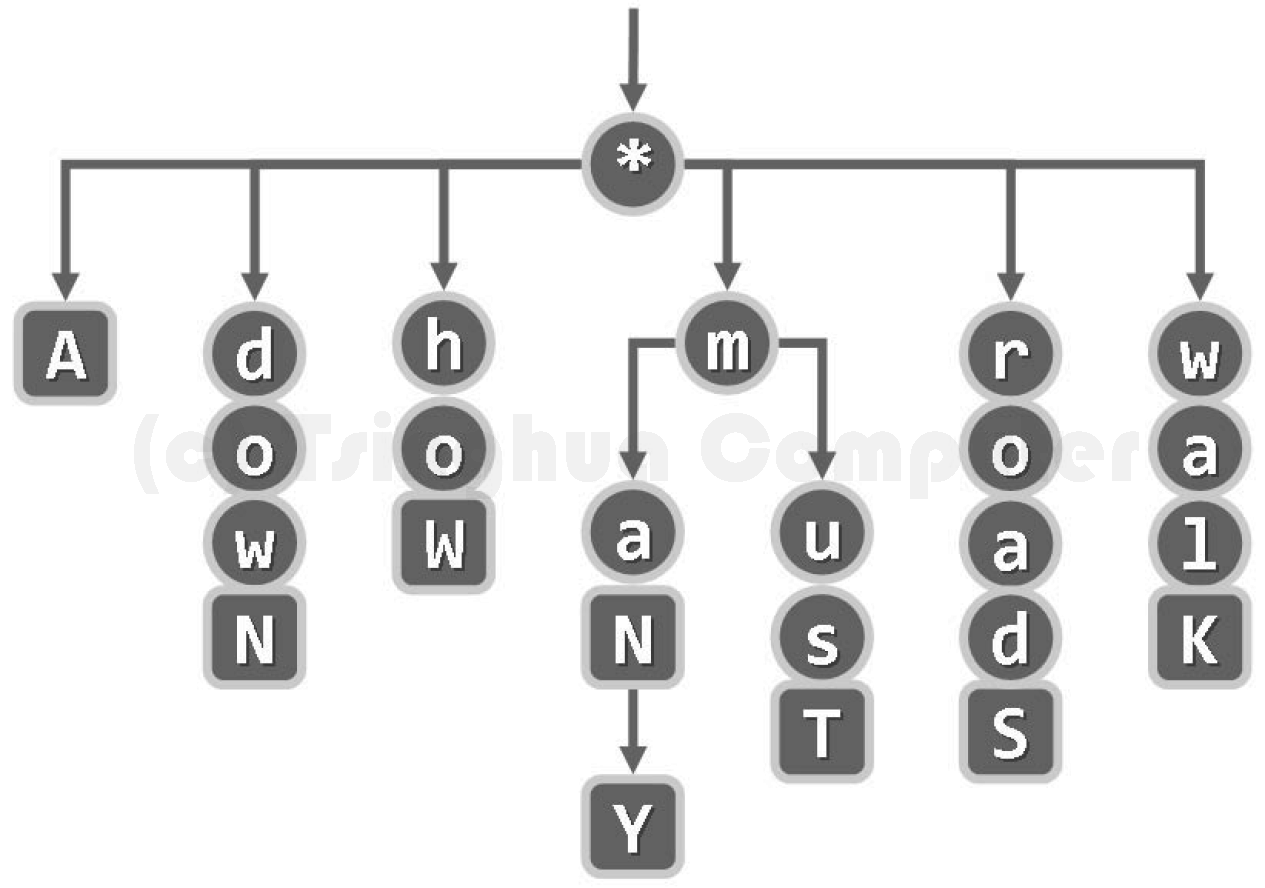 *
A d h m r w
o o o a
(c) Tsinghua Computer
w W a u a l
N N s d K
T S
Y